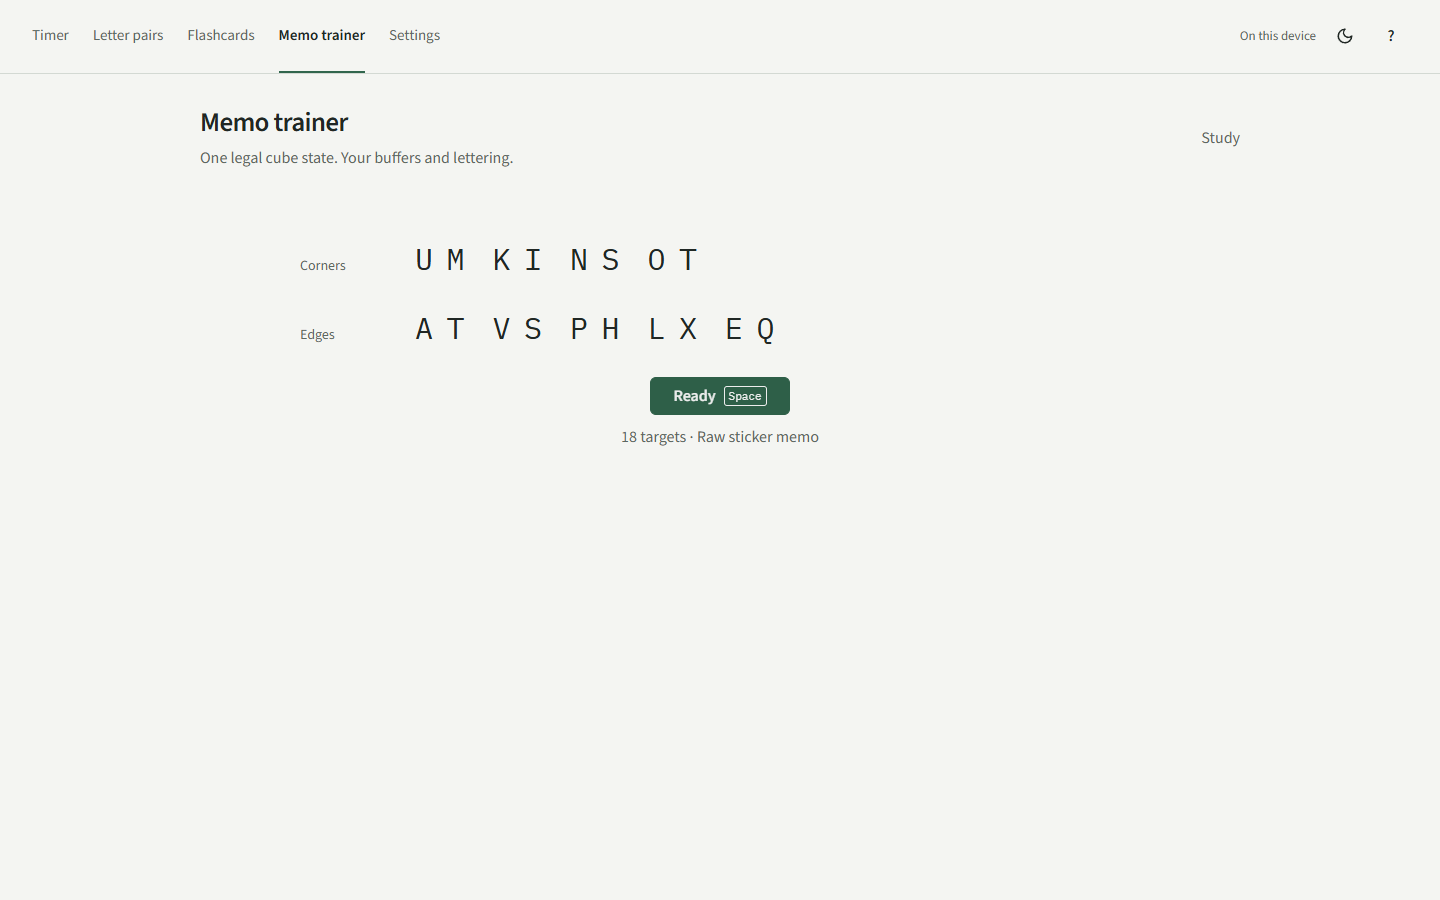 Timer Letter pairs Flashcards Memo trainer Settings On this device ?
Memo trainer
Study
One legal cube state. Your buffers and lettering.
Corners U M K I N S O T
Edges A T V S P H L X E Q
Ready Space
18 targets · Raw sticker memo